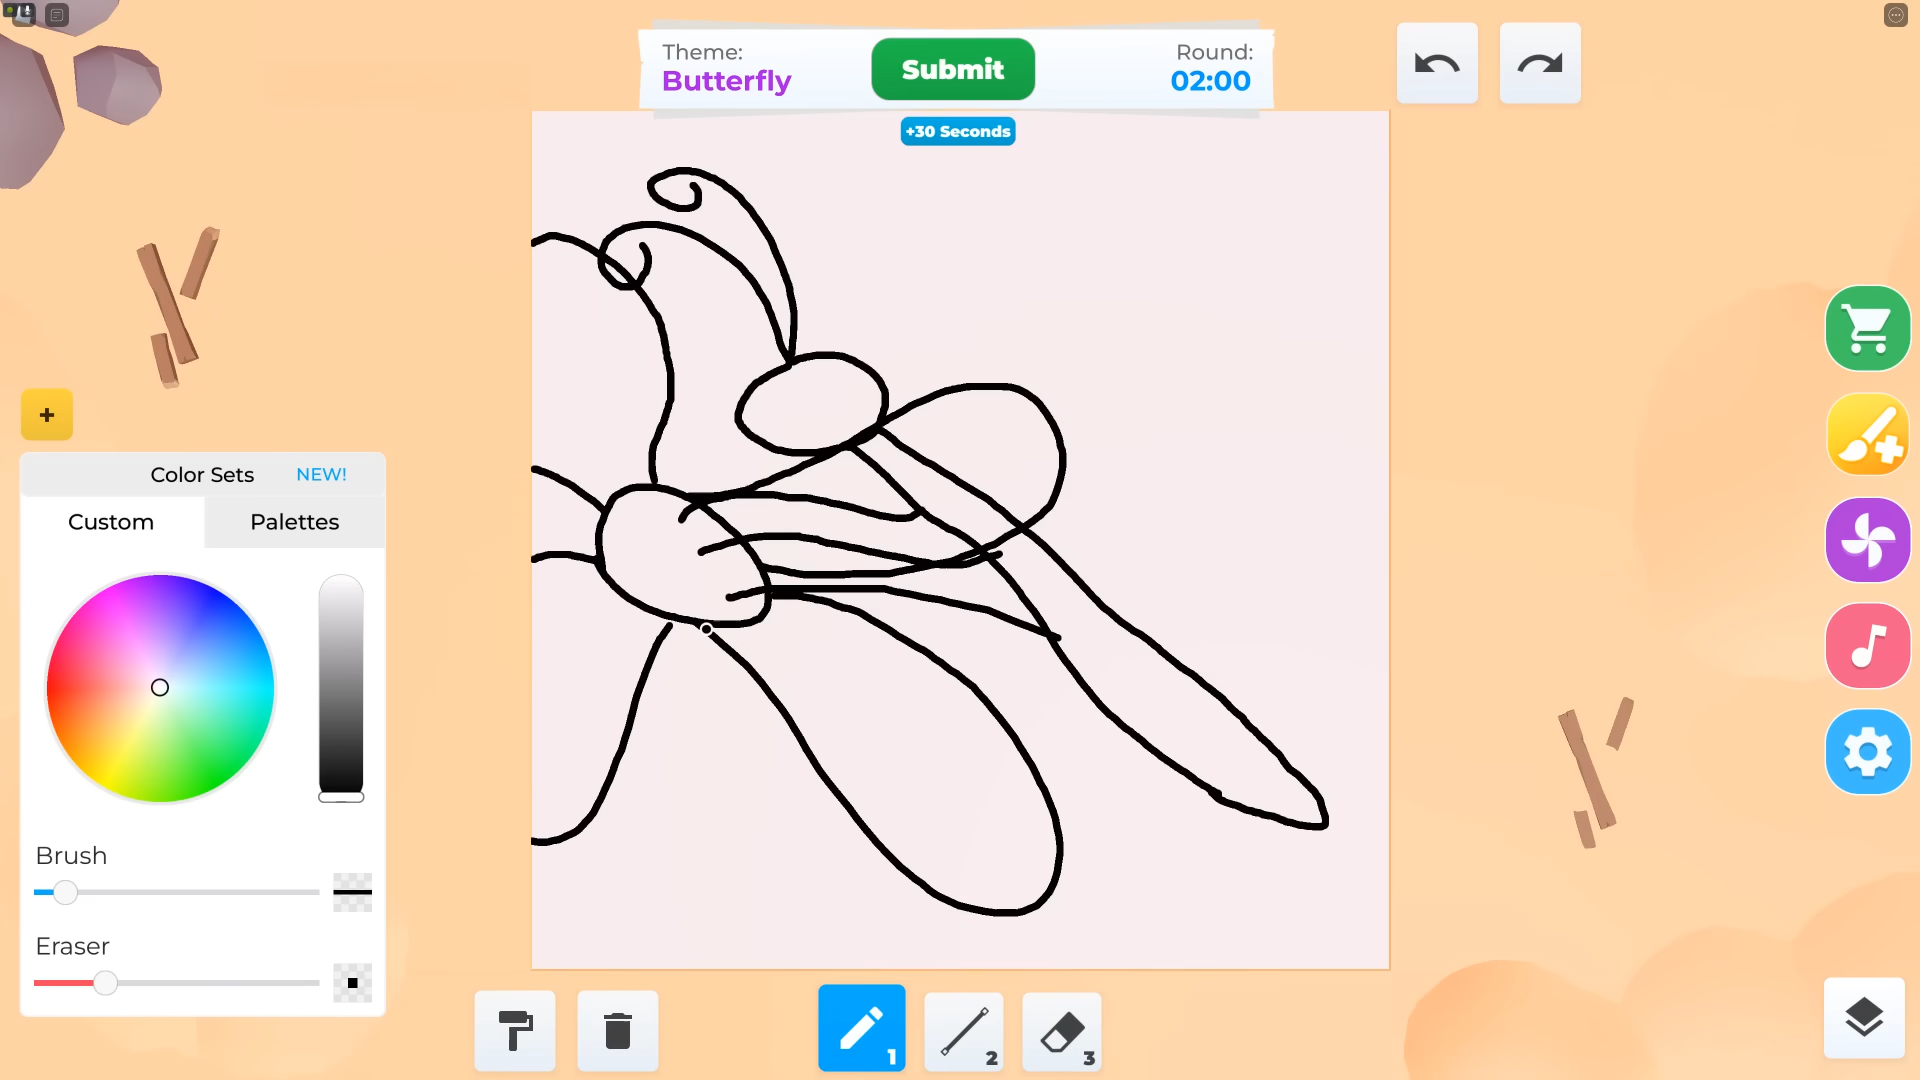 Theme:
Butterfly
Submit
Round:
02:00
+30 Seconds
+
Color Sets
NEW!
Custom
Palettes
Brush
Eraser
1
2
3